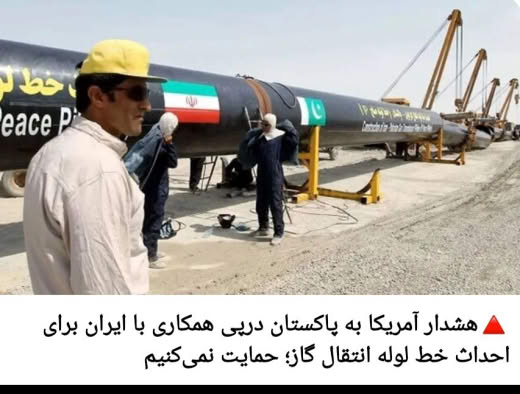 خط لو
Peace Pi
هشدار آمریکا به پاکستان درپی همکاری با ایران برای
احداث خط لوله انتقال گاز؛ حمایت نمی‌کنیم